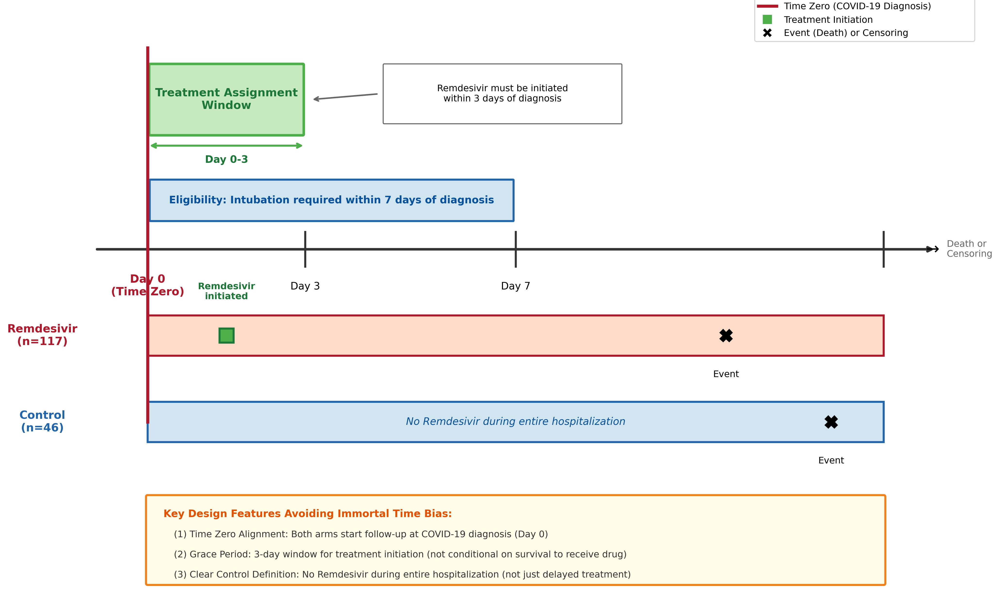 Time Zero (COVID-19 Diagnosis)
Treatment Initiation
Event (Death) or Censoring
Treatment Assignment
Window
Remdesivir must be initiated
within 3 days of diagnosis
Day 0-3
Eligibility: Intubation required within 7 days of diagnosis
Death or
Censoring
Day 0
(Time Zero)
Remdesivir
initiated
Day 3
Day 7
Remdesivir
(n=117)
Event
Control
(n=46)
No Remdesivir during entire hospitalization
Event
Key Design Features Avoiding Immortal Time Bias:
(1) Time Zero Alignment: Both arms start follow-up at COVID-19 diagnosis (Day 0)
(2) Grace Period: 3-day window for treatment initiation (not conditional on survival to receive drug)
(3) Clear Control Definition: No Remdesivir during entire hospitalization (not just delayed treatment)